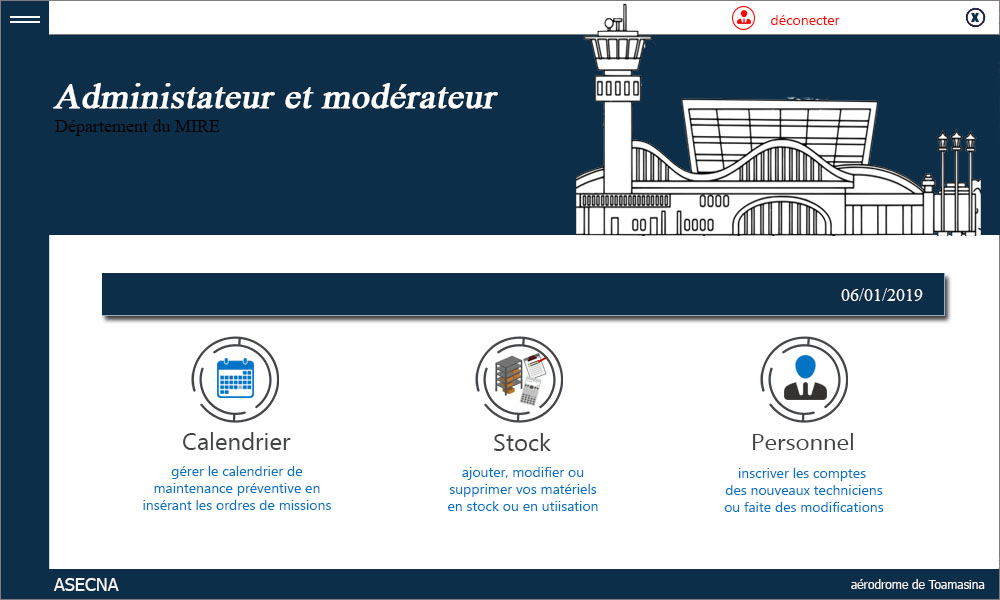 déconecter
X
Administateur et modérateur
Département du MIRE
06/01/2019
Calendrier
gérer le calendrier de
maintenance préventive en
insérant les ordres de missions
Stock
ajouter, modifier ou
supprimer vos matériels
en stock ou en utiisation
Personnel
inscriver les comptes
des nouveaux techniciens
ou faite des modifications
ASECNA
aérodrome de Toamasina